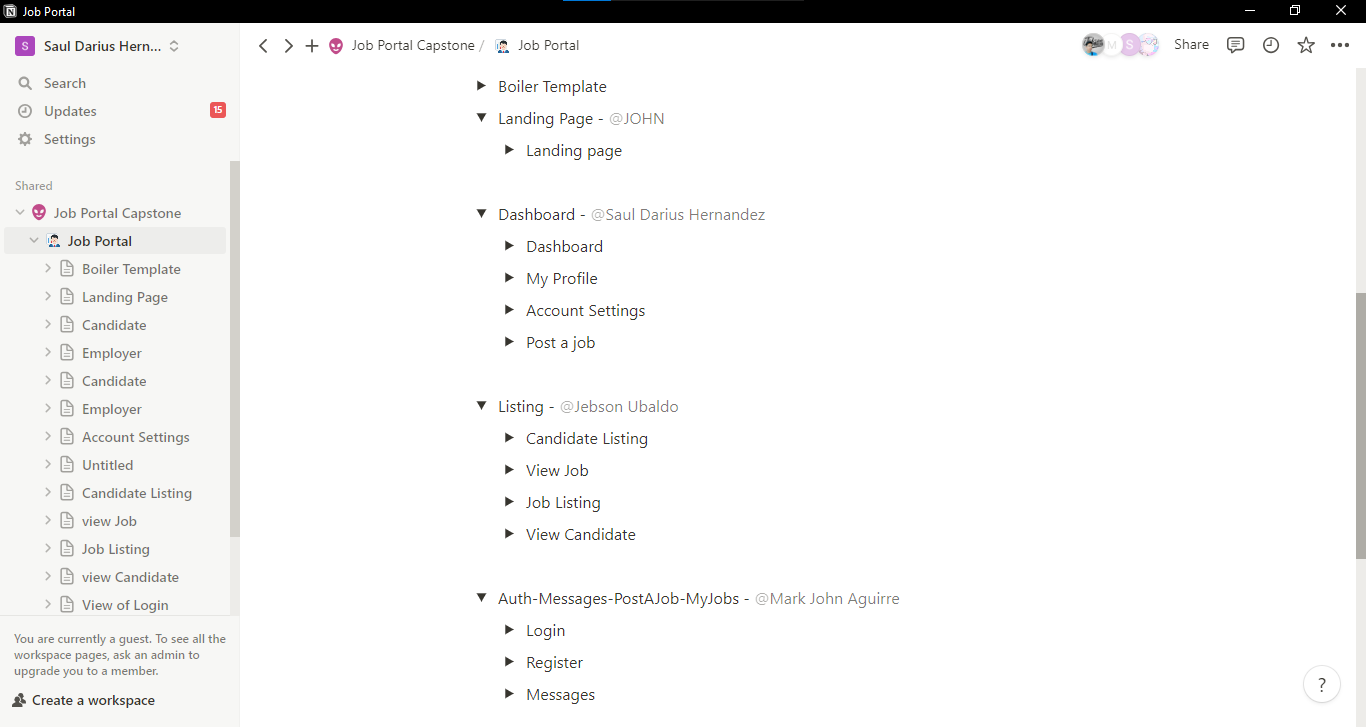 Job Portal
S Saul Darius Hern...
Search
Updates 15
Settings
Shared
Job Portal Capstone
Job Portal
Boiler Template
Landing Page
Candidate
Employer
Candidate
Employer
Account Settings
Untitled
Candidate Listing
view Job
Job Listing
view Candidate
View of Login
You are currently a guest. To see all the
workspace pages, ask an admin to
upgrade you to a member.
Create a workspace
Job Portal Capstone / Job Portal
M S Share
Boiler Template
Landing Page - @JOHN
Landing page
Dashboard - @Saul Darius Hernandez
Dashboard
My Profile
Account Settings
Post a job
Listing - @Jebson Ubaldo
Candidate Listing
View Job
Job Listing
View Candidate
Auth-Messages-PostAJob-MyJobs - @Mark John Aguirre
Login
Register
Messages
?